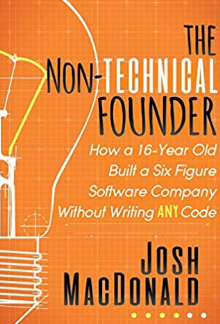 THE
NON-TECHNICAL
FOUNDER
How a 16-Year Old
Built a Six Figure
Software Company
Without Writing ANY Code
JOSH
MACDONALD